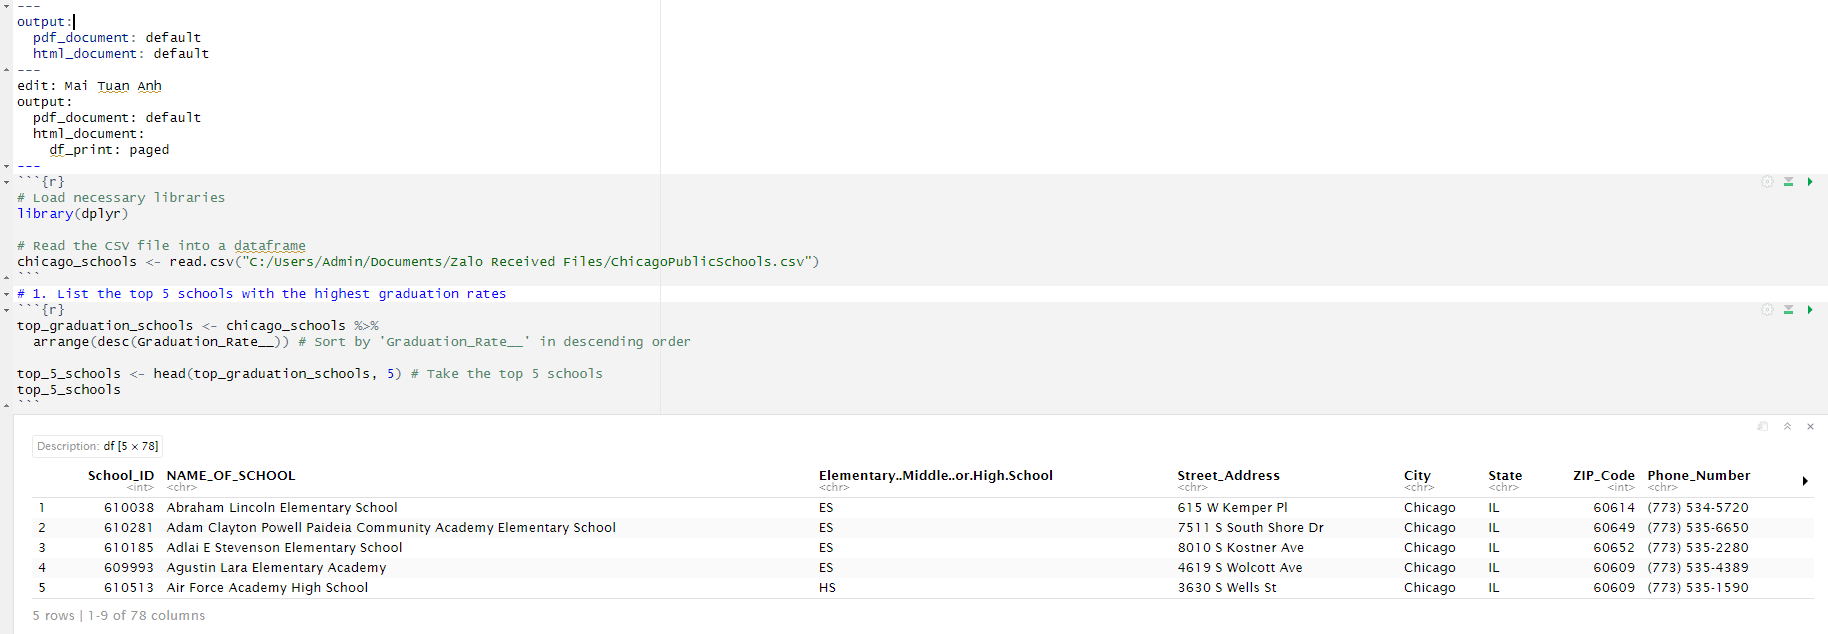 ---
output:
  pdf_document: default
  html_document: default
---
edit: Mai Tuan Anh
output:
  pdf_document: default
  html_document:
    df_print: paged
---
```{r}
# Load necessary libraries
library(dplyr)

# Read the CSV file into a dataframe
chicago_schools <- read.csv("C:/Users/Admin/Documents/Zalo Received Files/ChicagoPublicSchools.csv")
```
# 1. List the top 5 schools with the highest graduation rates
```{r}
top_graduation_schools <- chicago_schools %>%
  arrange(desc(Graduation_Rate__)) # Sort by 'Graduation_Rate__' in descending order

top_5_schools <- head(top_graduation_schools, 5) # Take the top 5 schools
top_5_schools
```
Description: df [5 × 78]
School_ID NAME_OF_SCHOOL Elementary..Middle..or.High.School Street_Address City State ZIP_Code Phone_Number
<int> <chr> <chr> <chr> <chr> <chr> <int> <chr>
1 610038 Abraham Lincoln Elementary School ES 615 W Kemper Pl Chicago IL 60614 (773) 534-5720
2 610281 Adam Clayton Powell Paideia Community Academy Elementary School ES 7511 S South Shore Dr Chicago IL 60649 (773) 535-6650
3 610185 Adlai E Stevenson Elementary School ES 8010 S Kostner Ave Chicago IL 60652 (773) 535-2280
4 609993 Agustin Lara Elementary Academy ES 4619 S Wolcott Ave Chicago IL 60609 (773) 535-4389
5 610513 Air Force Academy High School HS 3630 S Wells St Chicago IL 60609 (773) 535-1590
5 rows | 1-9 of 78 columns